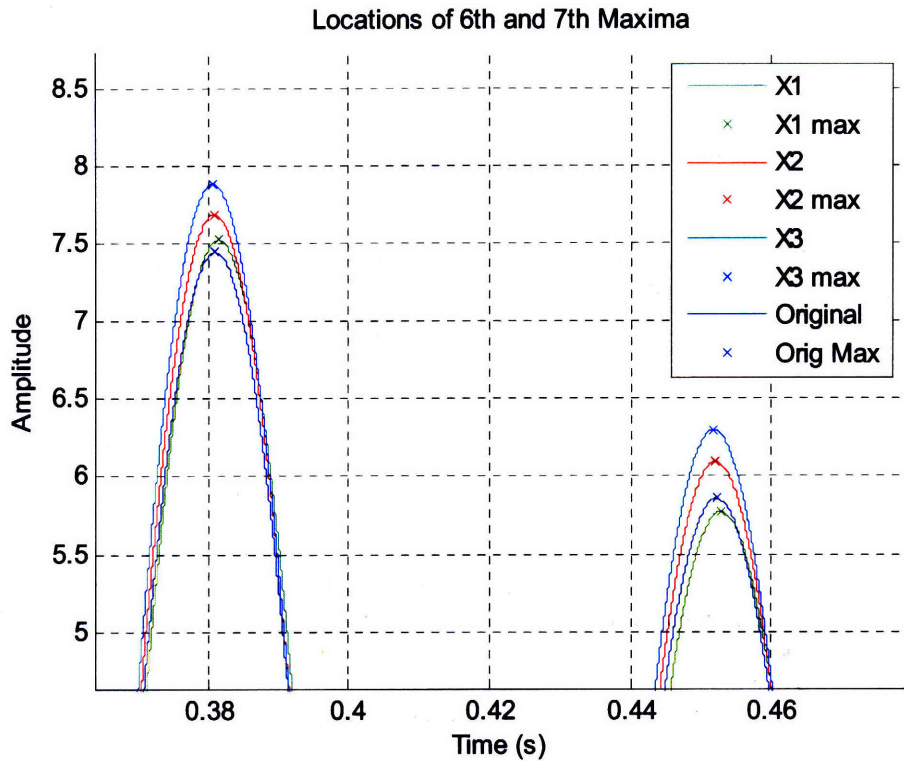 Locations of 6th and 7th Maxima
8.5
8
7.5
7
6.5
6
5.5
5
Amplitude
X1
X1 max
X2
X2 max
X3
X3 max
Original
Orig Max
0.38
0.4
0.42
0.44
0.46
Time (s)